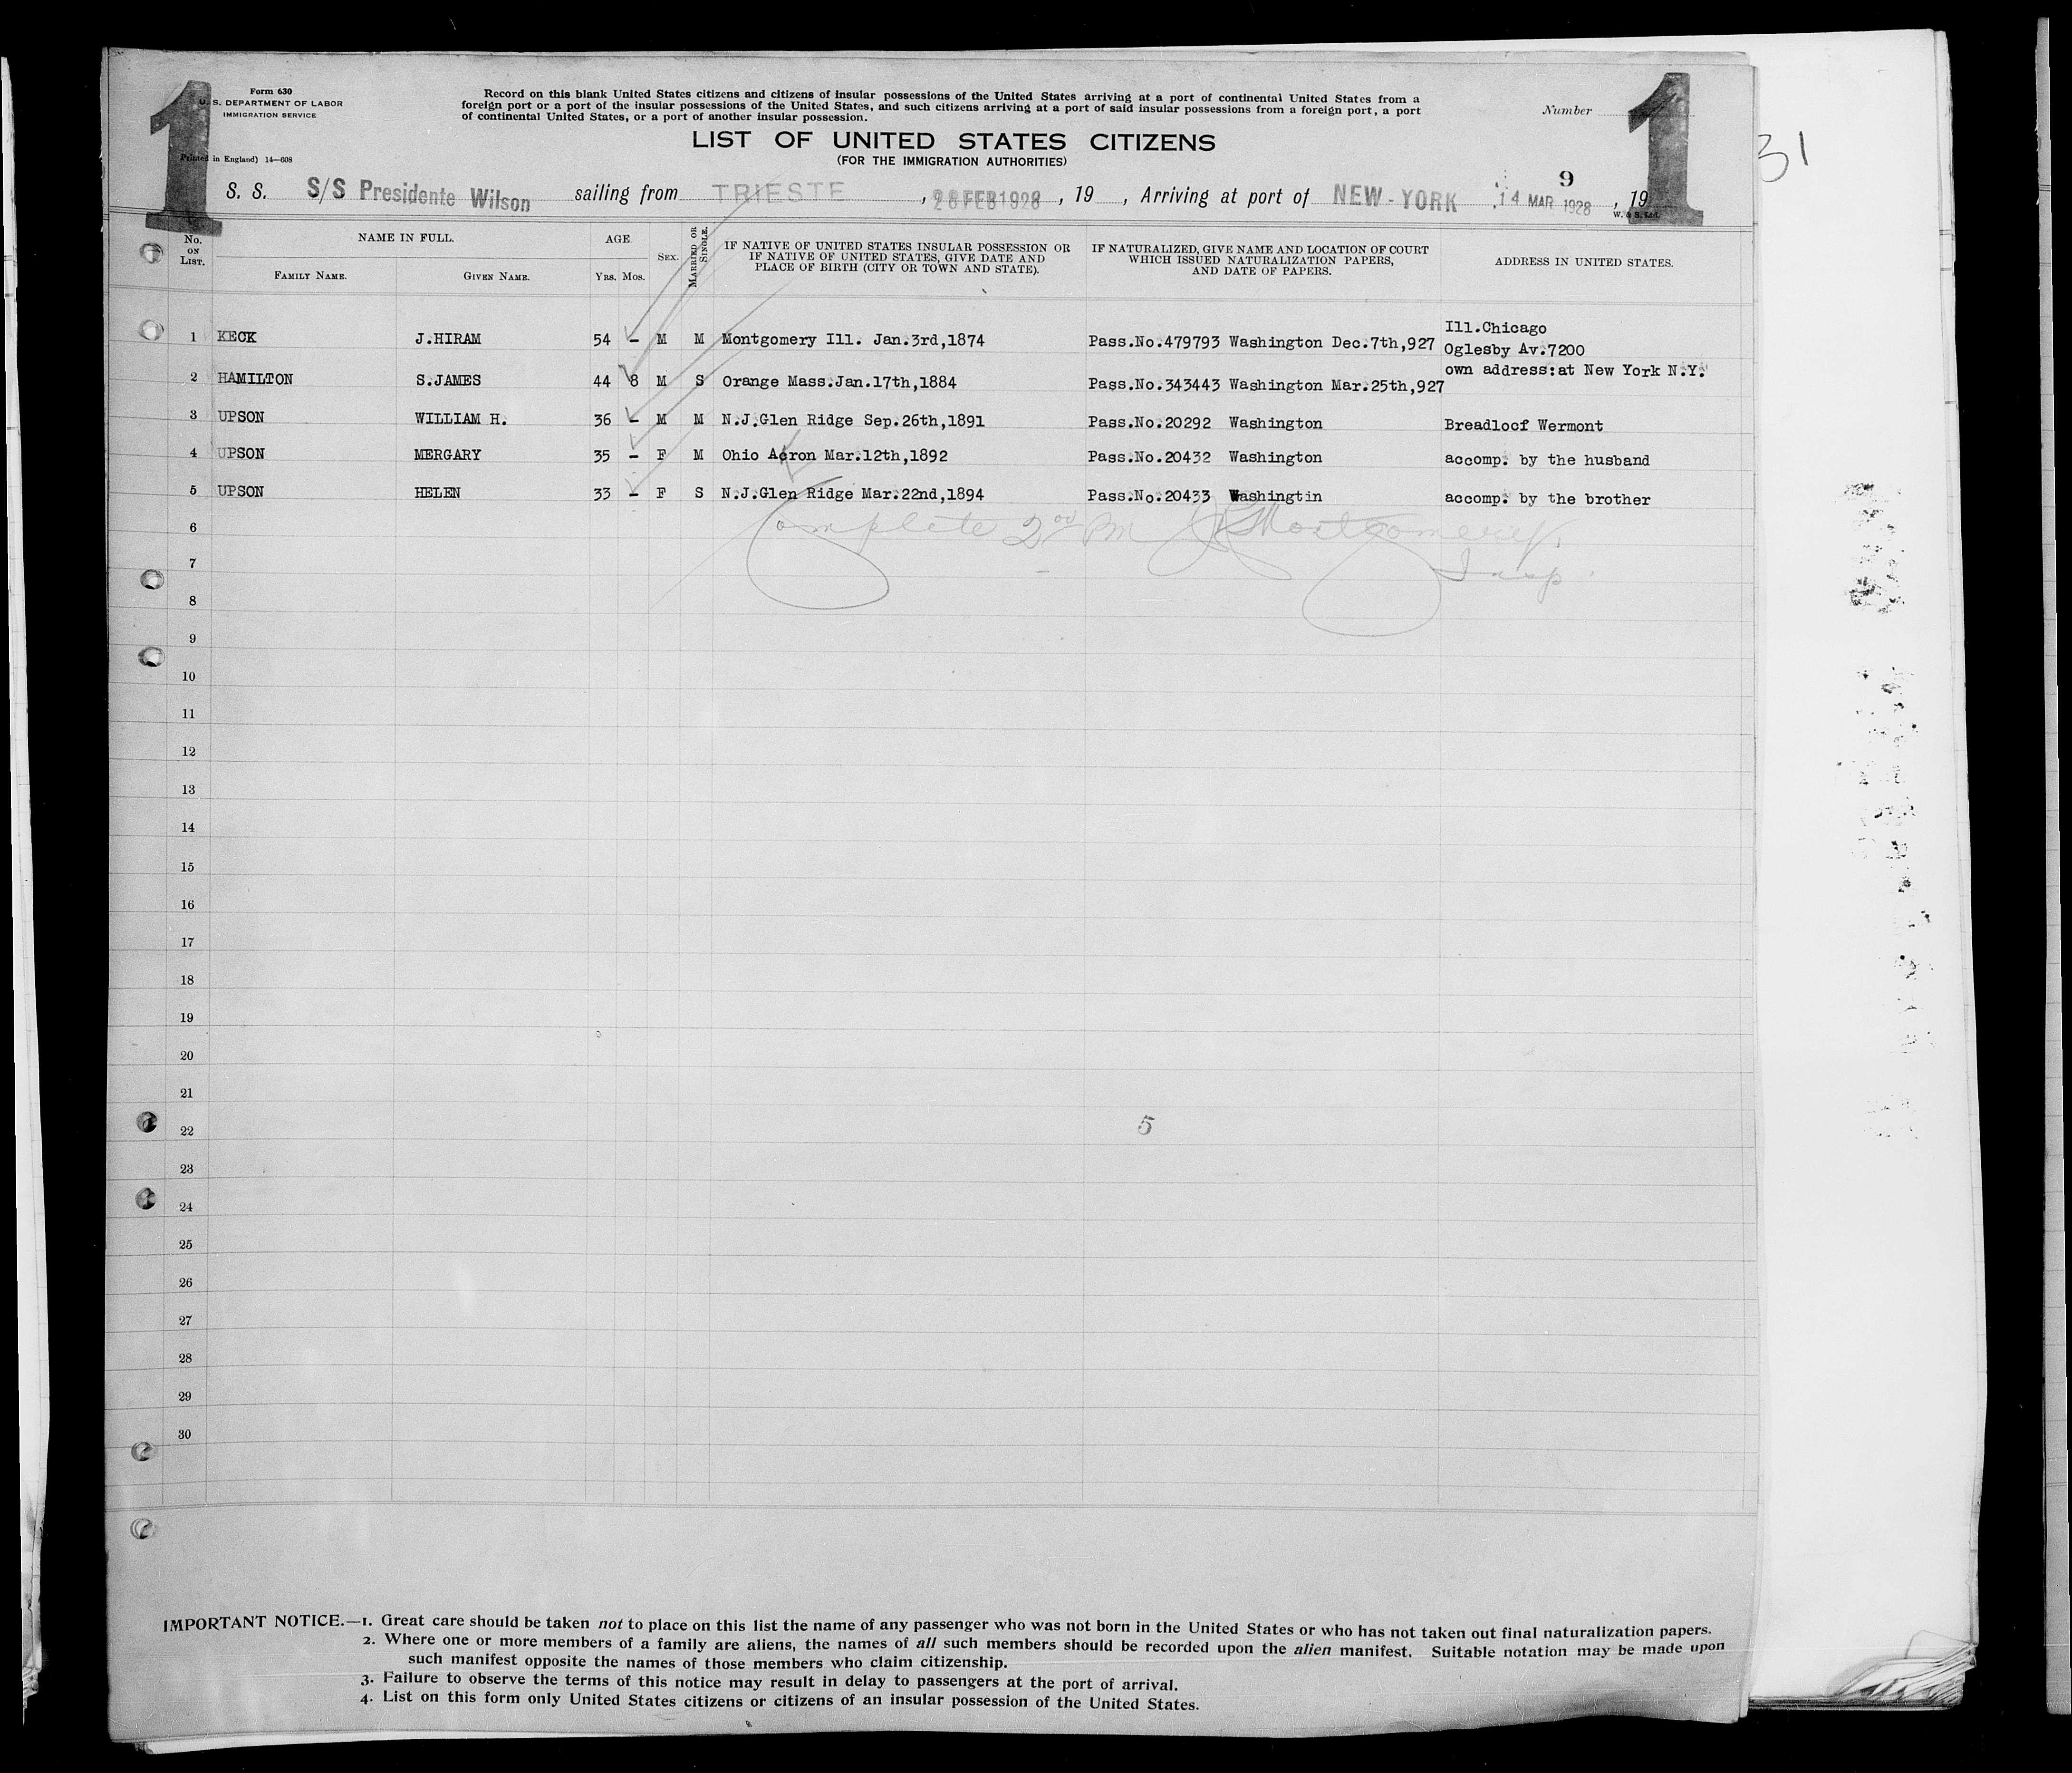 Form 630
U. S. DEPARTMENT OF LABOR
IMMIGRATION SERVICE
Printed in England) 14—608
1
1
Record on this blank United States citizens and citizens of insular possessions of the United States arriving at a port of continental United States from a
foreign port or a port of the insular possessions of the United States, and such citizens arriving at a port of said insular possessions from a foreign port, a port
of continental United States, or a port of another insular possession.
Number
31
LIST OF UNITED STATES CITIZENS
(FOR THE IMMIGRATION AUTHORITIES)
9
S. S. S/S Presidente Wilson sailing from TRIESTE , 28 FEB 1928 , 19 , Arriving at port of NEW-YORK 14 MAR 1928 , 19
W. & S. Ltd.
No. ON LIST. NAME IN FULL. AGE SEX. MARRIED OR SINGLE. IF NATIVE OF UNITED STATES INSULAR POSSESSION OR IF NATIVE OF UNITED STATES, GIVE DATE AND PLACE OF BIRTH (CITY OR TOWN AND STATE). IF NATURALIZED, GIVE NAME AND LOCATION OF COURT WHICH ISSUED NATURALIZATION PAPERS, AND DATE OF PAPERS. ADDRESS IN UNITED STATES.
FAMILY NAME. GIVEN NAME. YRS. MOS.
Ill.Chicago
1 KECK J.HIRAM 54 - M M Montgomery Ill. Jan.3rd,1874 Pass.No.479793 Washington Dec.7th,927 Oglesby Av.7200
own address:at New York N.Y.
2 HAMILTON S.JAMES 44 8 M S Orange Mass.Jan.17th,1884 Pass.No.343443 Washington Mar.25th,927
3 UPSON WILLIAM H. 36 - M M N.J.Glen Ridge Sep.26th,1891 Pass.No.20292 Washington Breadlocf Wermont
4 UPSON MERGARY 35 - F M Ohio Acron Mar.12th,1892 Pass.No.20432 Washington accomp. by the husband
5 UPSON HELEN 33 - F S N.J.Glen Ridge Mar.22nd,1894 Pass.No.20433 Washingtin accomp. by the brother
6 Complete 2 00 PM Montgomery
7 Insp.
8
9
10
11
12
13
14
15
16
17
18
19
20
21
22 5
23
24
25
26
27
28
29
30
IMPORTANT NOTICE.—1. Great care should be taken not to place on this list the name of any passenger who was not born in the United States or who has not taken out final naturalization papers.
2. Where one or more members of a family are aliens, the names of all such members should be recorded upon the alien manifest. Suitable notation may be made upon
such manifest opposite the names of those members who claim citizenship.
3. Failure to observe the terms of this notice may result in delay to passengers at the port of arrival.
4. List on this form only United States citizens or citizens of an insular possession of the United States.